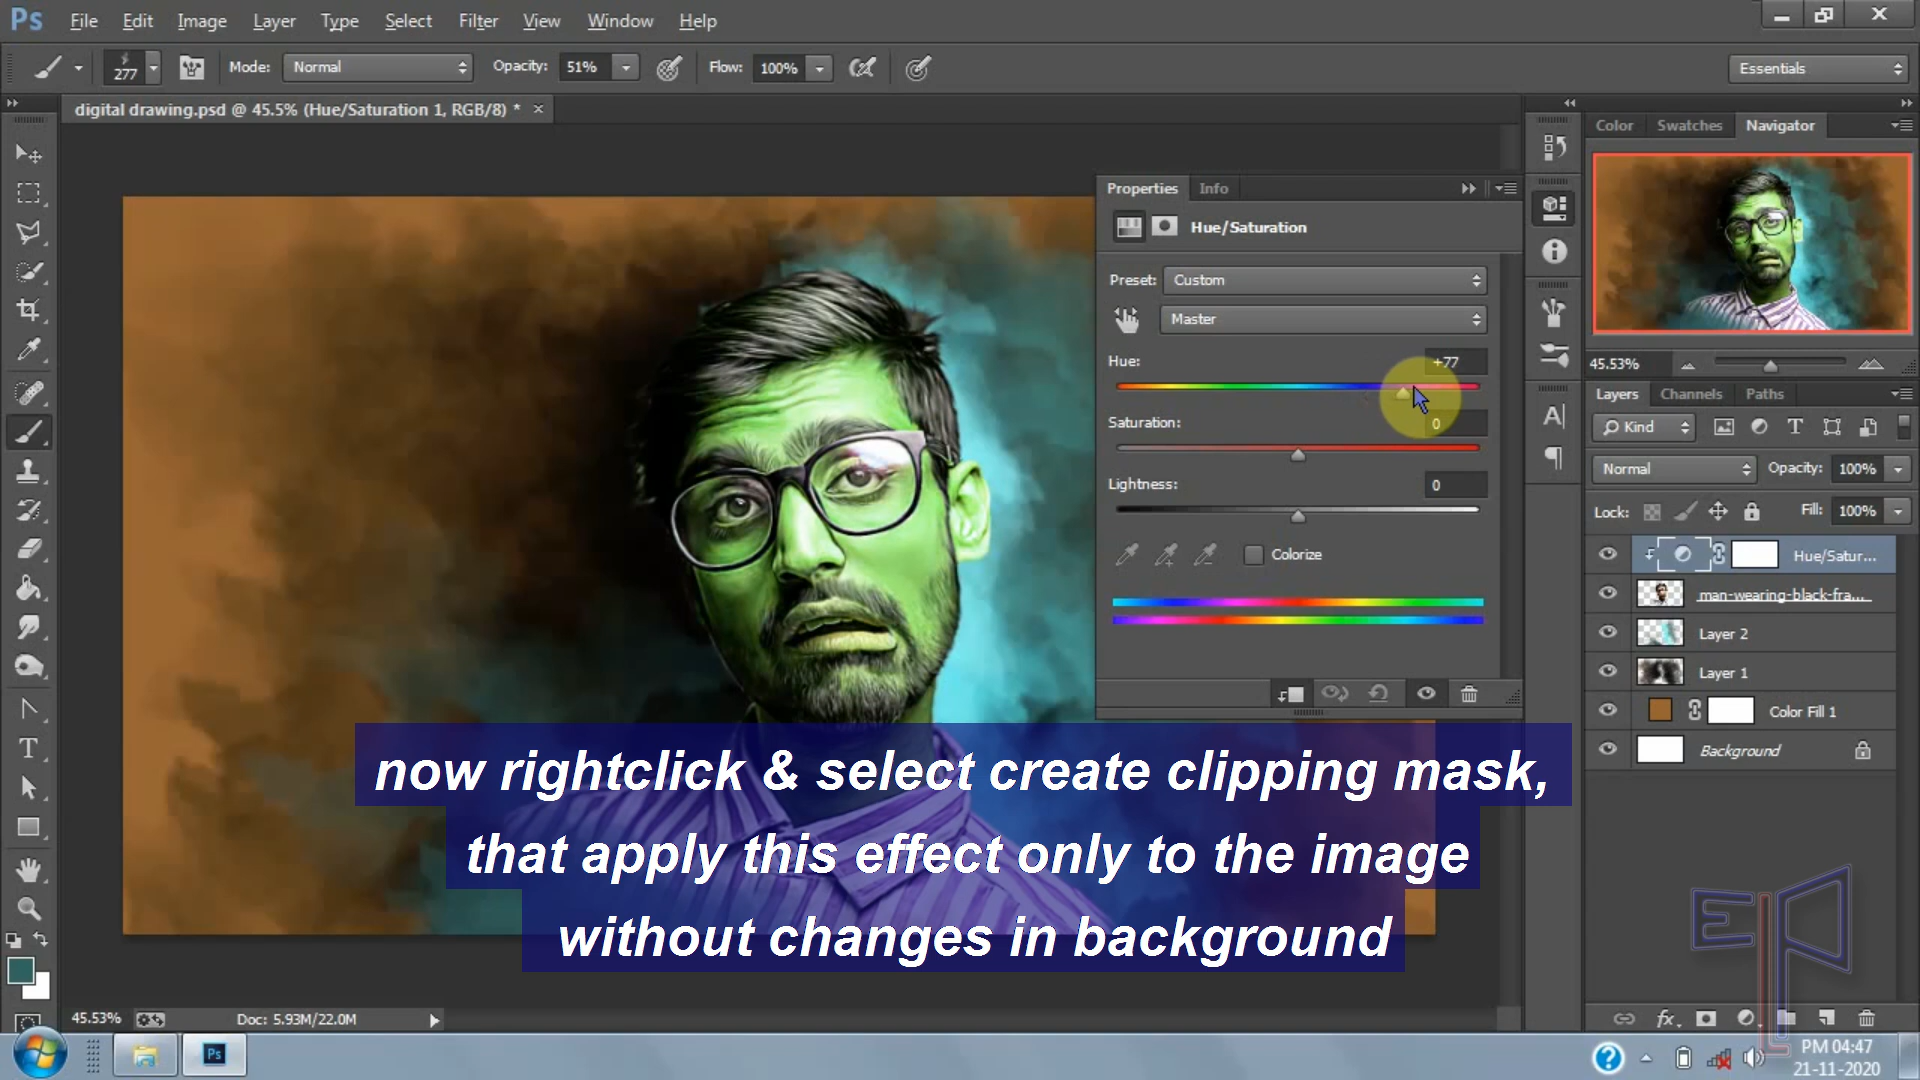 Ps File Edit Image Layer Type Select Filter View Window Help
277 Mode: Normal Opacity: 51% Flow: 100% Essentials
digital drawing.psd @ 45.5% (Hue/Saturation 1, RGB/8) *
Color Swatches Navigator
Properties Info
Hue/Saturation
Preset: Custom
Master
Hue: +77
45.53%
Saturation: 0
Layers Channels Paths
Kind
Normal Opacity: 100%
Lightness: 0
Lock: Fill: 100%
Colorize
Hue/Satur...
man-wearing-black-fra...
Layer 2
Layer 1
Color Fill 1
Background
now rightclick & select create clipping mask,
that apply this effect only to the image
without changes in background
ELP
45.53% Doc: 5.93M/22.0M
fx
Ps
PM 04:47
21-11-2020